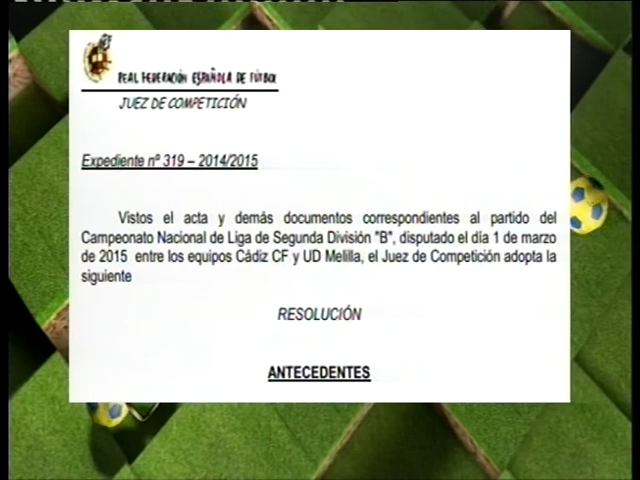 REAL FEDERACIÓN ESPAÑOLA DE FÚTBOL
JUEZ DE COMPETICIÓN
Expediente nº 319 – 2014/2015
Vistos el acta y demás documentos correspondientes al partido del
Campeonato Nacional de Liga de Segunda División "B", disputado el día 1 de marzo
de 2015 entre los equipos Cádiz CF y UD Melilla, el Juez de Competición adopta la
siguiente
RESOLUCIÓN
ANTECEDENTES